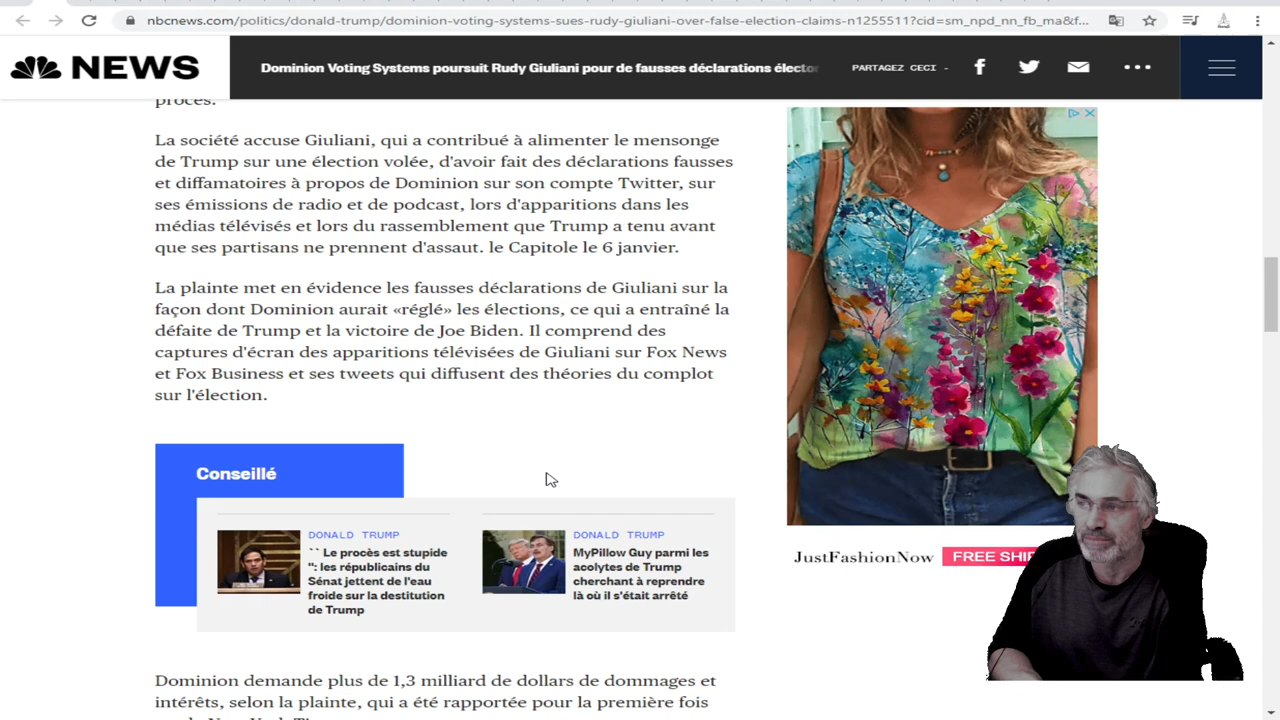 nbcnews.com/politics/donald-trump/dominion-voting-systems-sues-rudy-giuliani-over-false-election-claims-n1255511?cid=sm_npd_nn_fb_ma&f...
NEWS
Dominion Voting Systems poursuit Rudy Giuliani pour de fausses déclarations électo
PARTAGEZ CECI -
procès.
La société accuse Giuliani, qui a contribué à alimenter le mensonge
de Trump sur une élection volée, d'avoir fait des déclarations fausses
et diffamatoires à propos de Dominion sur son compte Twitter, sur
ses émissions de radio et de podcast, lors d'apparitions dans les
médias télévisés et lors du rassemblement que Trump a tenu avant
que ses partisans ne prennent d'assaut. le Capitole le 6 janvier.
La plainte met en évidence les fausses déclarations de Giuliani sur la
façon dont Dominion aurait «réglé» les élections, ce qui a entraîné la
défaite de Trump et la victoire de Joe Biden. Il comprend des
captures d'écran des apparitions télévisées de Giuliani sur Fox News
et Fox Business et ses tweets qui diffusent des théories du complot
sur l'élection.
Conseillé
DONALD TRUMP
`` Le procès est stupide
'': les républicains du
Sénat jettent de l'eau
froide sur la destitution
de Trump
DONALD TRUMP
MyPillow Guy parmi les
acolytes de Trump
cherchant à reprendre
là où il s'était arrêté
JustFashionNow
FREE SHI
Dominion demande plus de 1,3 milliard de dollars de dommages et
intérêts, selon la plainte, qui a été rapportée pour la première fois